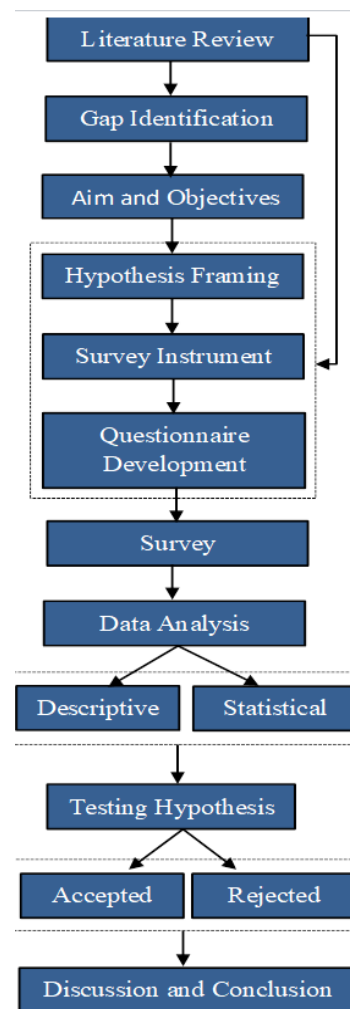 Literature Review
Gap Identification
Aim and Objectives
Hypothesis Framing
Survey Instrument
Questionnaire
Development
Survey
Data Analysis
Descriptive
Statistical
Testing Hypothesis
Accepted
Rejected
Discussion and Conclusion